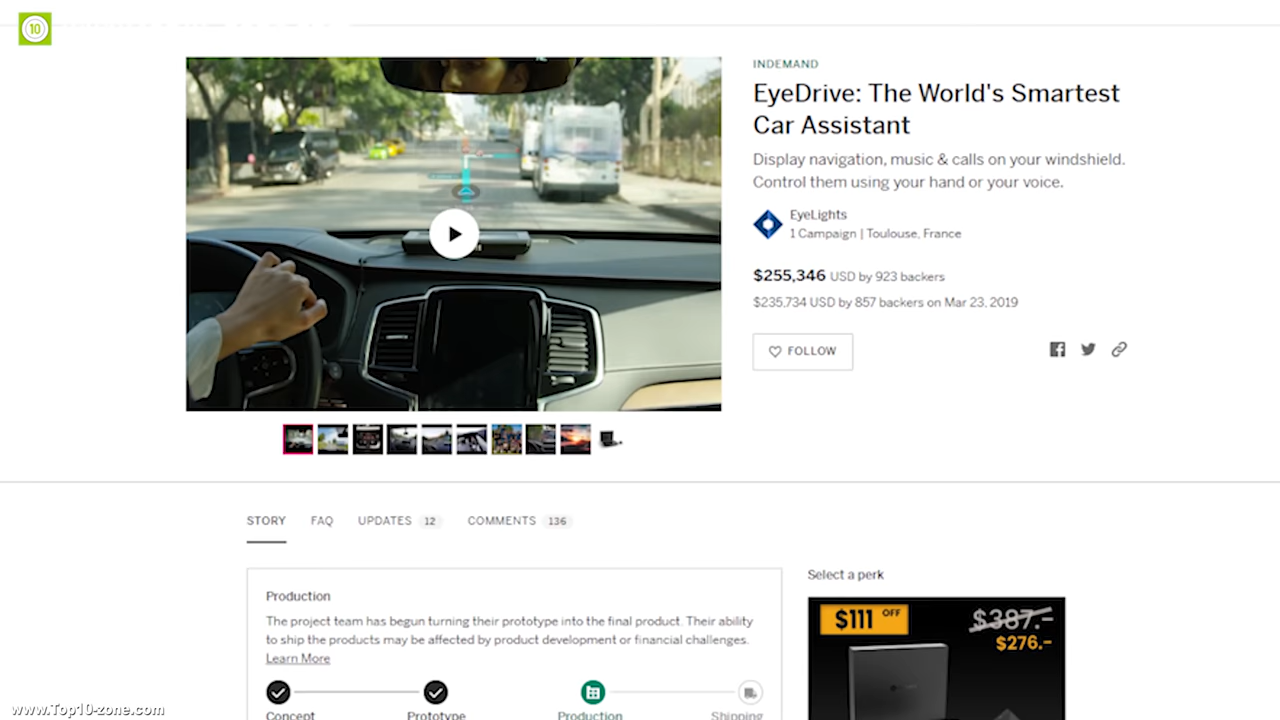 10
INDEMAND
EyeDrive: The World's Smartest
Car Assistant
Display navigation, music & calls on your windshield.
Control them using your hand or your voice.
EyeLights
1 Campaign | Toulouse, France
$255,346 USD by 923 backers
$235,734 USD by 857 backers on Mar 23, 2019
FOLLOW
STORY FAQ UPDATES 12 COMMENTS 136
Select a perk
Production
The project team has begun turning their prototype into the final product. Their ability
to ship the products may be affected by product development or financial challenges.
Learn More
Concept Prototype Production Shipping
$111 OFF
$387.-
$276.-
www.Top10-zone.com